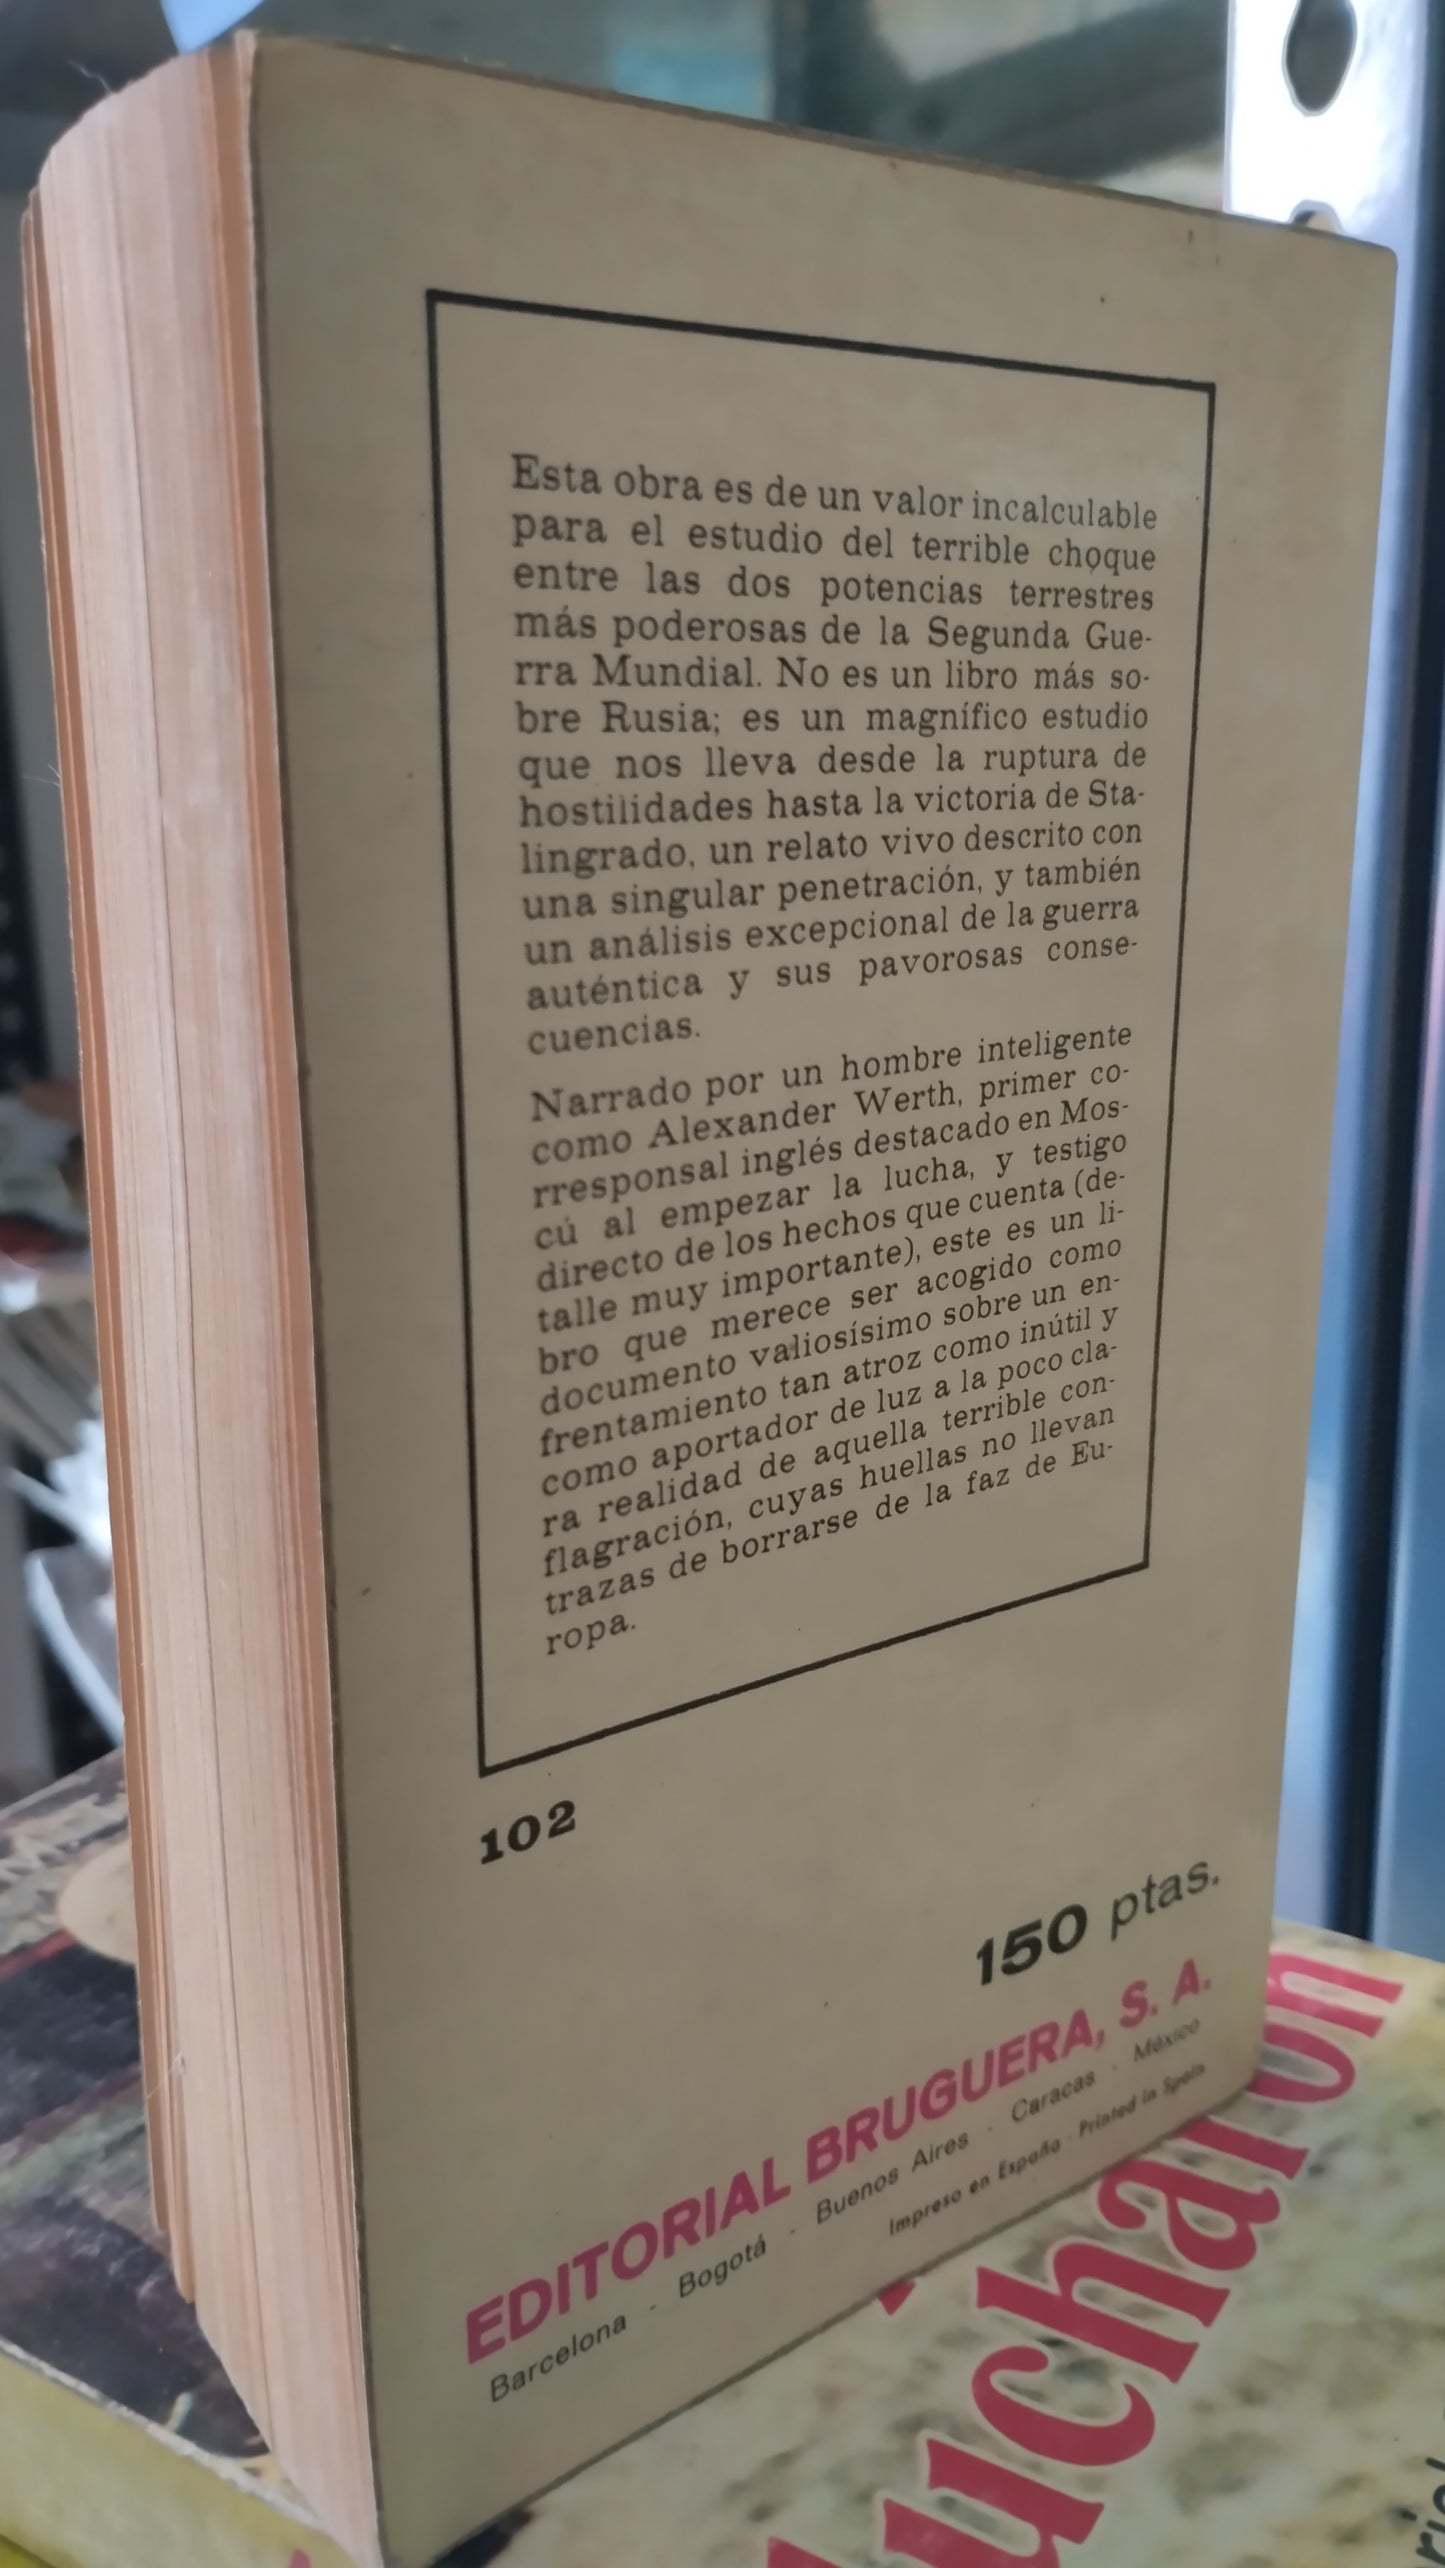 Esta obra es de un valor incalculable
para el estudio del terrible choque
entre las dos potencias terrestres
más poderosas de la Segunda Gue-
rra Mundial. No es un libro más so-
bre Rusia; es un magnífico estudio
que nos lleva desde la ruptura de
hostilidades hasta la victoria de Sta-
lingrado, un relato vivo descrito con
una singular penetración, y también
un análisis excepcional de la guerra
auténtica y sus pavorosas conse-
cuencias.
Narrado por un hombre inteligente
como Alexander Werth, primer co-
rresponsal inglés destacado en Mos-
cú al empezar la lucha, y testigo
directo de los hechos que cuenta (de-
talle muy importante), este es un li-
bro que merece ser acogido como
documento valiosísimo sobre un en-
frentamiento tan atroz como inútil y
como aportador de luz a la poco cla-
ra realidad de aquella terrible con-
flagración, cuyas huellas no llevan
trazas de borrarse de la faz de Eu-
ropa.
102
150 ptas.
EDITORIAL BRUGUERA, S. A.
Barcelona - Bogotá - Buenos Aires - Caracas - México
Impreso en España - Printed in Spain